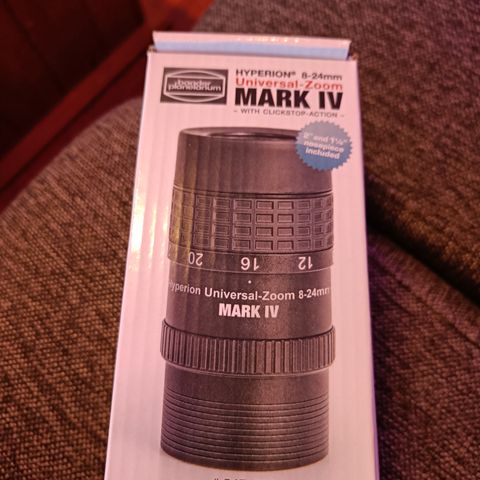 baader
planetarium
HYPERION® 8-24mm
Universal-Zoom
MARK IV
- WITH CLICKSTOP-ACTION -
2" and 1¼"
nosepiece
included
20 16 12
Hyperion Universal-Zoom 8-24mm
MARK IV